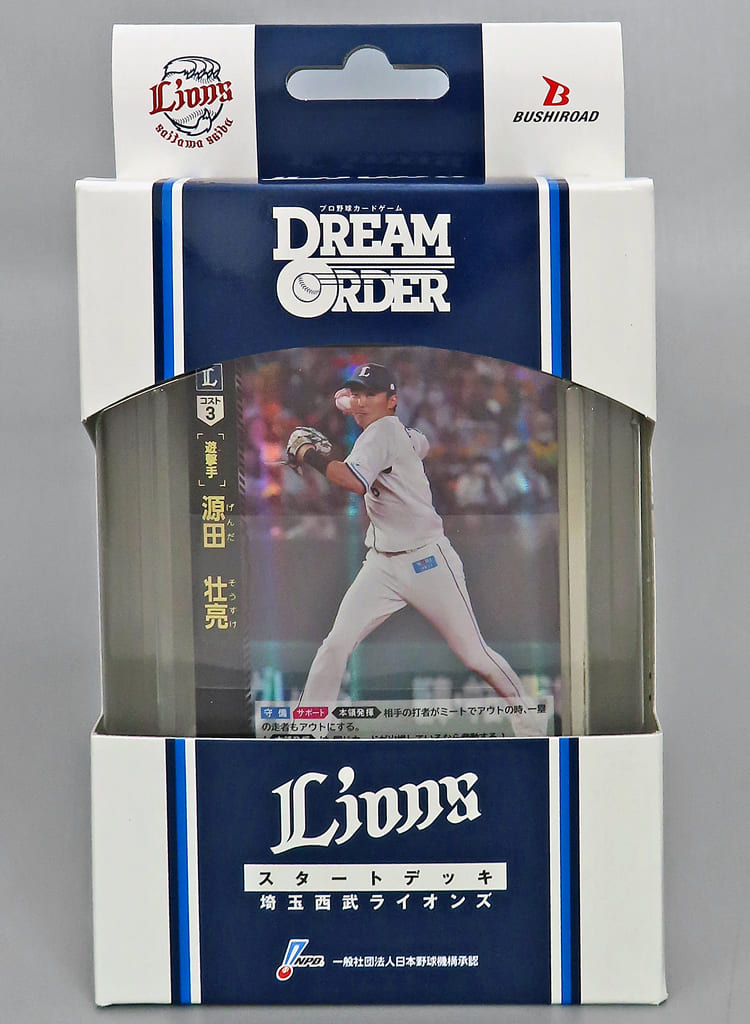 Lions
saitama seibu
B
BUSHIROAD
プロ野球カードゲーム
DREAM
ORDER
L
コスト
3
遊撃手
源田 壮亮
げんだ そうすけ
守備 サポート 本領発揮 相手の打者がミートでアウトの時、一塁
の走者もアウトにする。
Lions
スタートデッキ
埼玉西武ライオンズ
NPB 一般社団法人日本野球機構承認